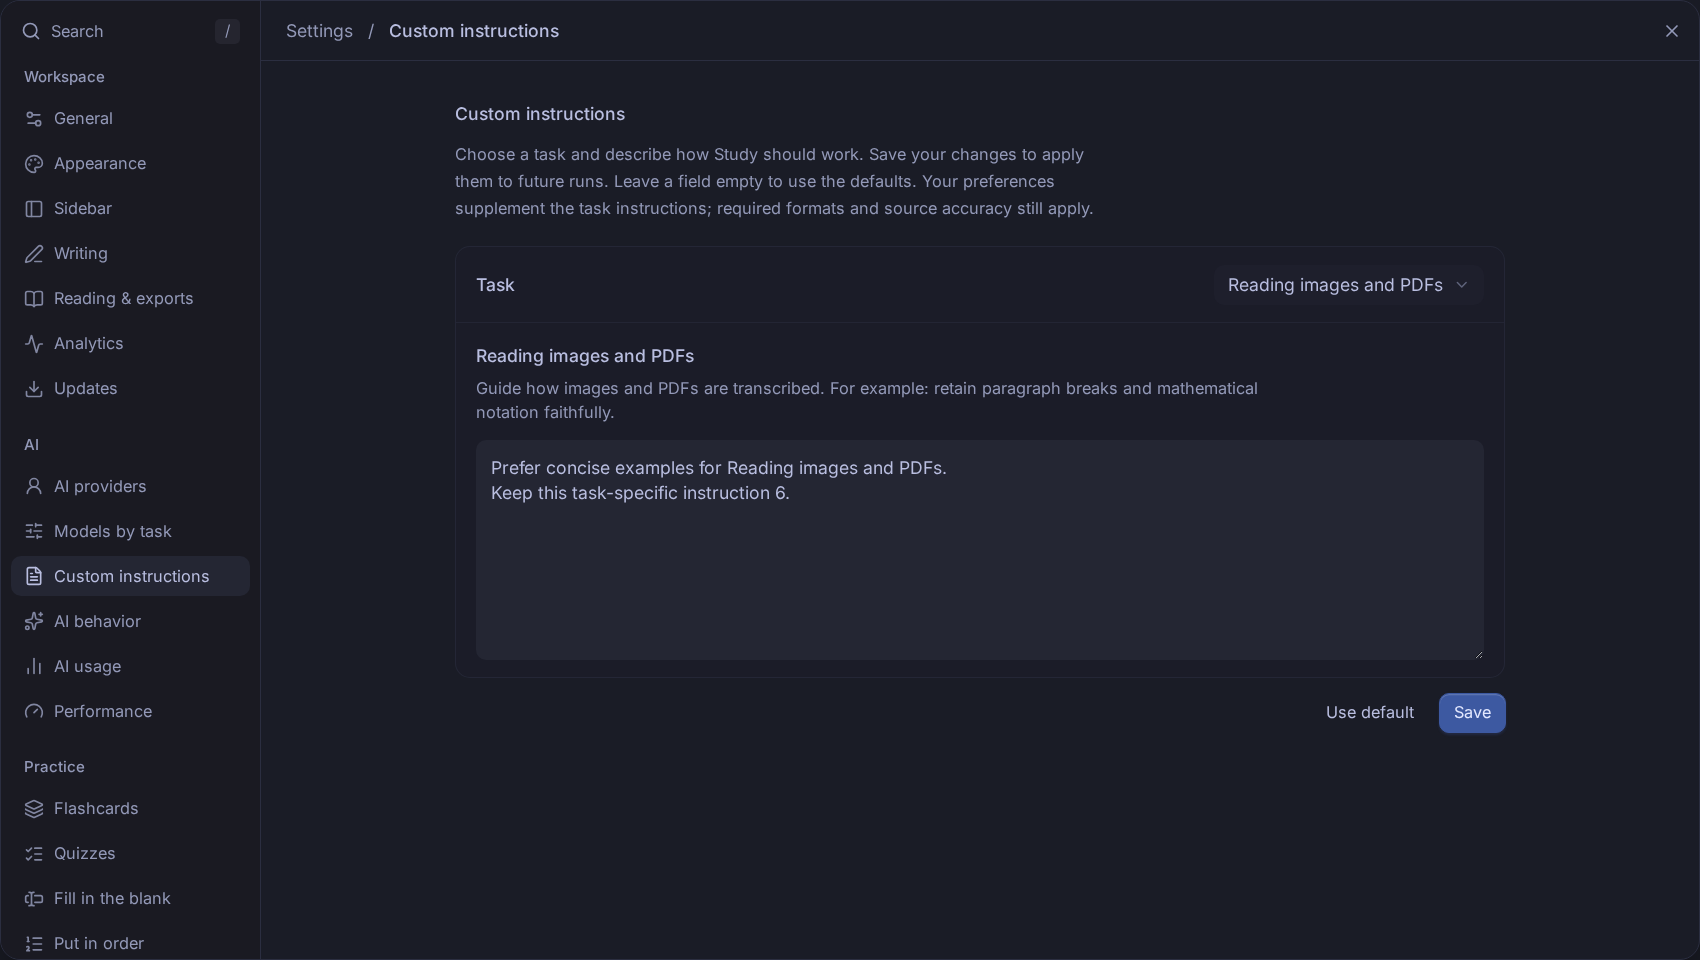 Search
/
Workspace
General
Appearance
Sidebar
Writing
Reading & exports
Analytics
Updates
AI
AI providers
Models by task
Custom instructions
AI behavior
AI usage
Performance
Practice
Flashcards
Quizzes
Fill in the blank
Put in order
Settings / Custom instructions
Custom instructions
Choose a task and describe how Study should work. Save your changes to apply
them to future runs. Leave a field empty to use the defaults. Your preferences
supplement the task instructions; required formats and source accuracy still apply.
Task
Reading images and PDFs
Reading images and PDFs
Guide how images and PDFs are transcribed. For example: retain paragraph breaks and mathematical
notation faithfully.
Prefer concise examples for Reading images and PDFs.
Keep this task-specific instruction 6.
Use default
Save